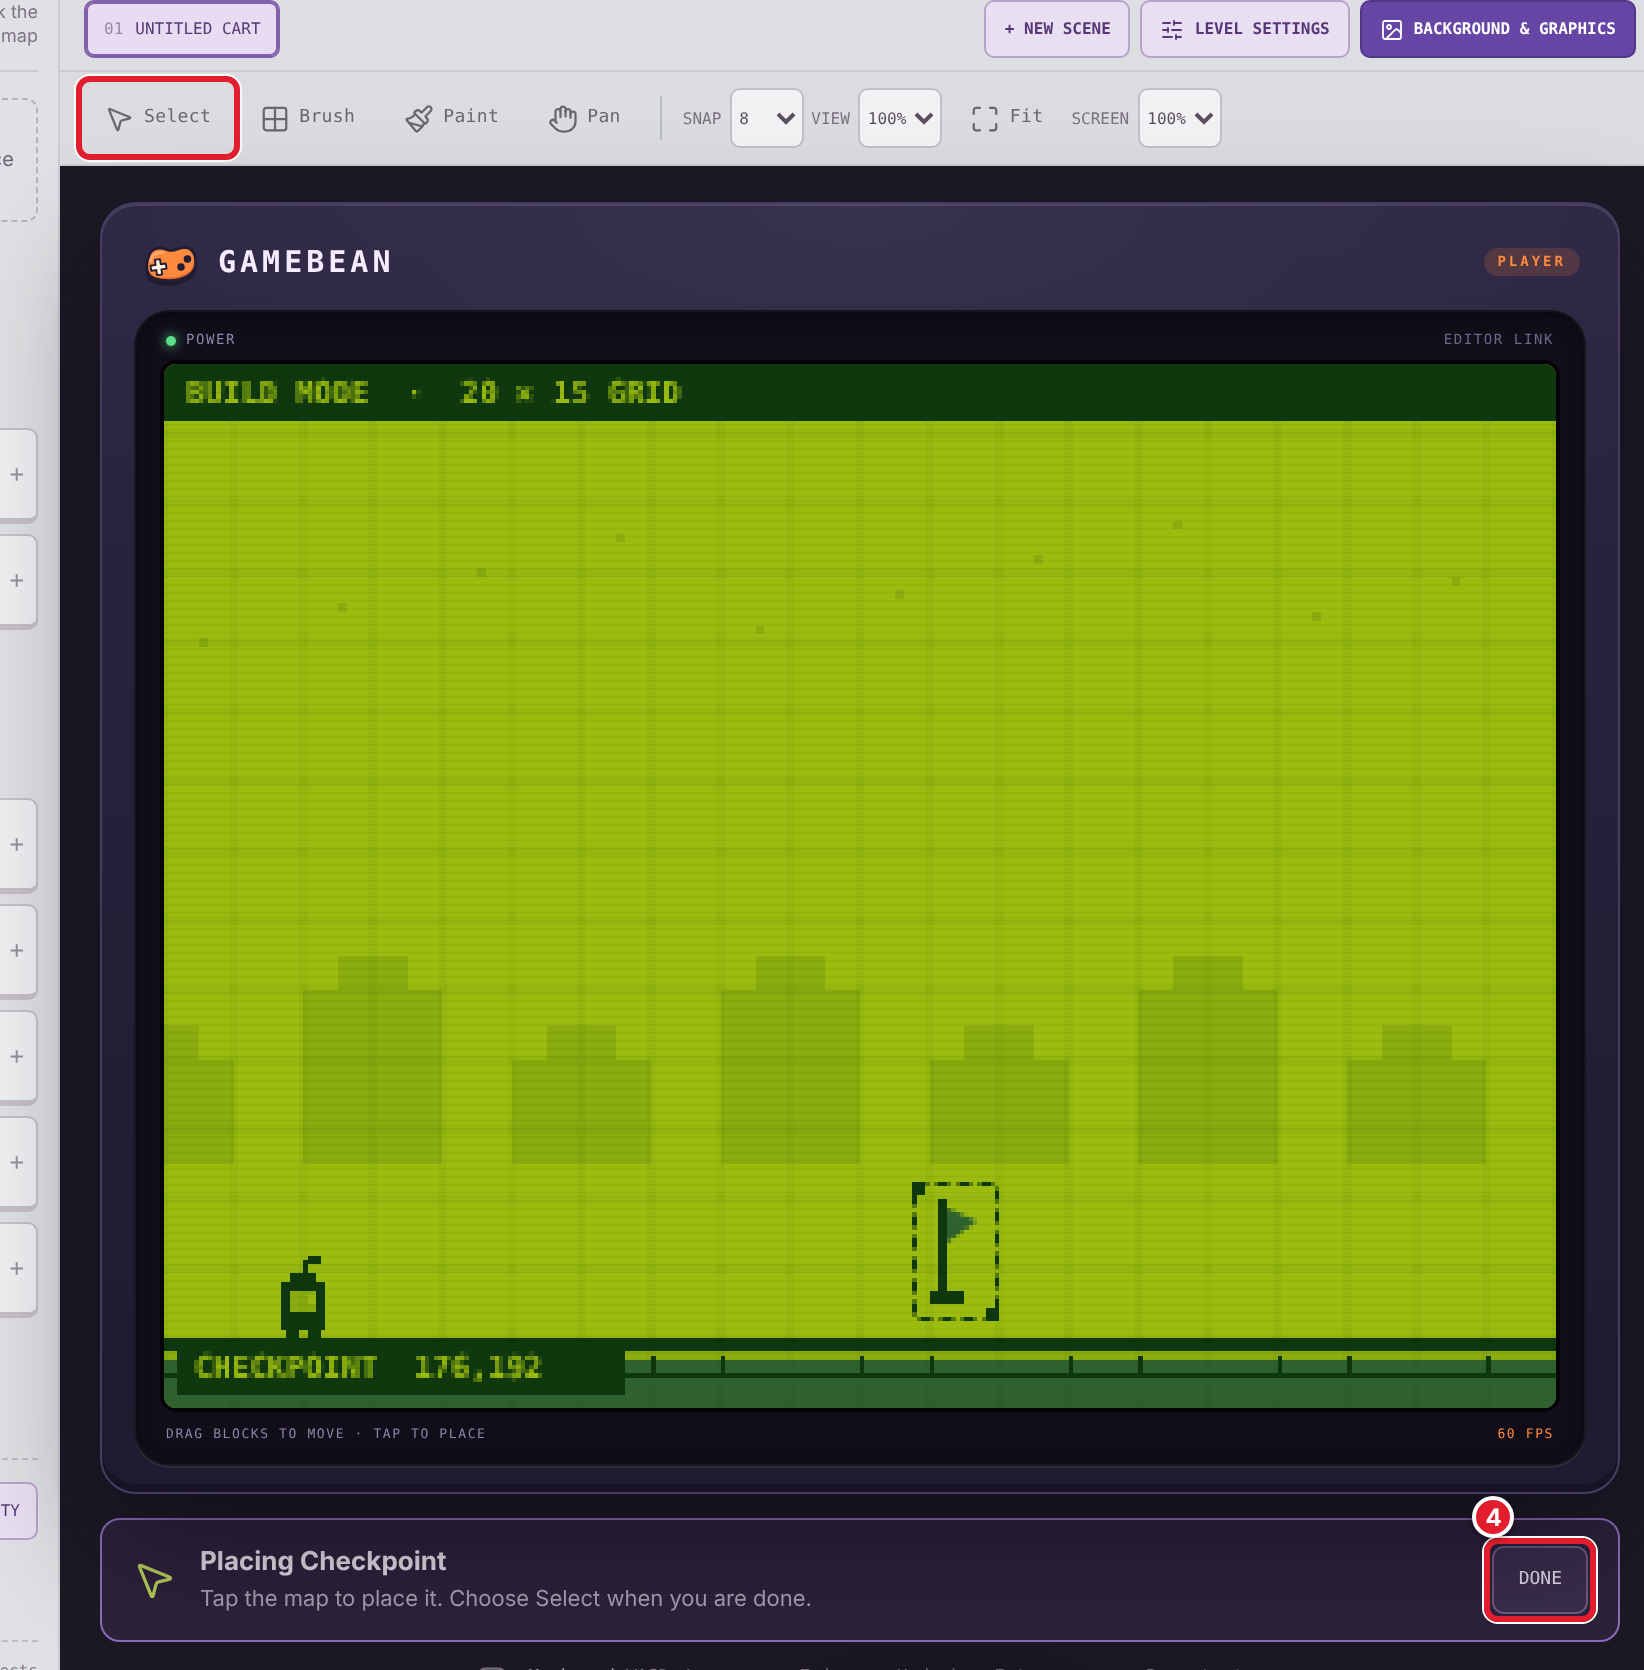 k the
map
01 UNTITLED CART
+ NEW SCENE
LEVEL SETTINGS
BACKGROUND & GRAPHICS
Select
Brush
Paint
Pan
SNAP 8
VIEW 100%
Fit
SCREEN 100%
ce
GAMEBEAN
PLAYER
POWER
EDITOR LINK
BUILD MODE · 20 × 15 GRID
+
+
+
+
+
+
+
CHECKPOINT 176,192
DRAG BLOCKS TO MOVE · TAP TO PLACE
60 FPS
TY
4
Placing Checkpoint
Tap the map to place it. Choose Select when you are done.
DONE